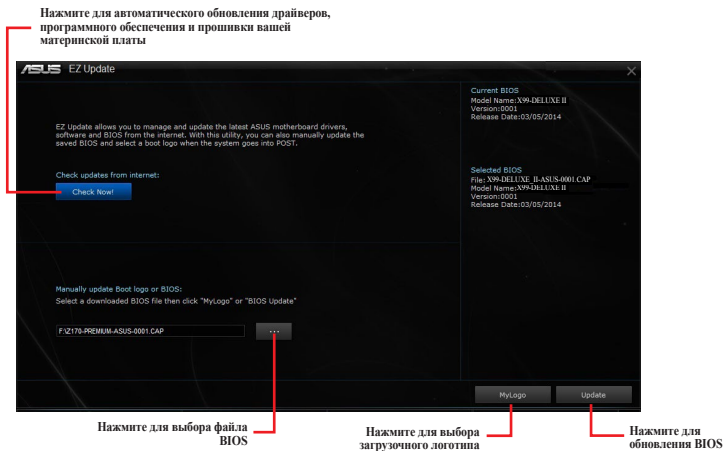 Нажмите для автоматического обновления драйверов,
программного обеспечения и прошивки вашей
материнской платы
ASUS EZ Update
EZ Update allows you to manage and update the latest ASUS motherboard drivers,
software and BIOS from the internet. With this utility, you can also manually update the
saved BIOS and select a boot logo when the system goes into POST.
Check updates from internet:
Check Now!
Current BIOS
Model Name:X99-DELUXE II
Version:0001
Release Date:03/05/2014
Selected BIOS
File: X99-DELUXE_II-ASUS-0001.CAP
Model Name:X99-DELUXE II
Version:0001
Release Date:03/05/2014
Manually update Boot logo or BIOS:
Select a downloaded BIOS file then click "MyLogo" or "BIOS Update"
F:\Z170-PREMIUM-ASUS-0001.CAP
...
MyLogo
Update
Нажмите для выбора файла
BIOS
Нажмите для выбора
загрузочного логотипа
Нажмите для
обновления BIOS